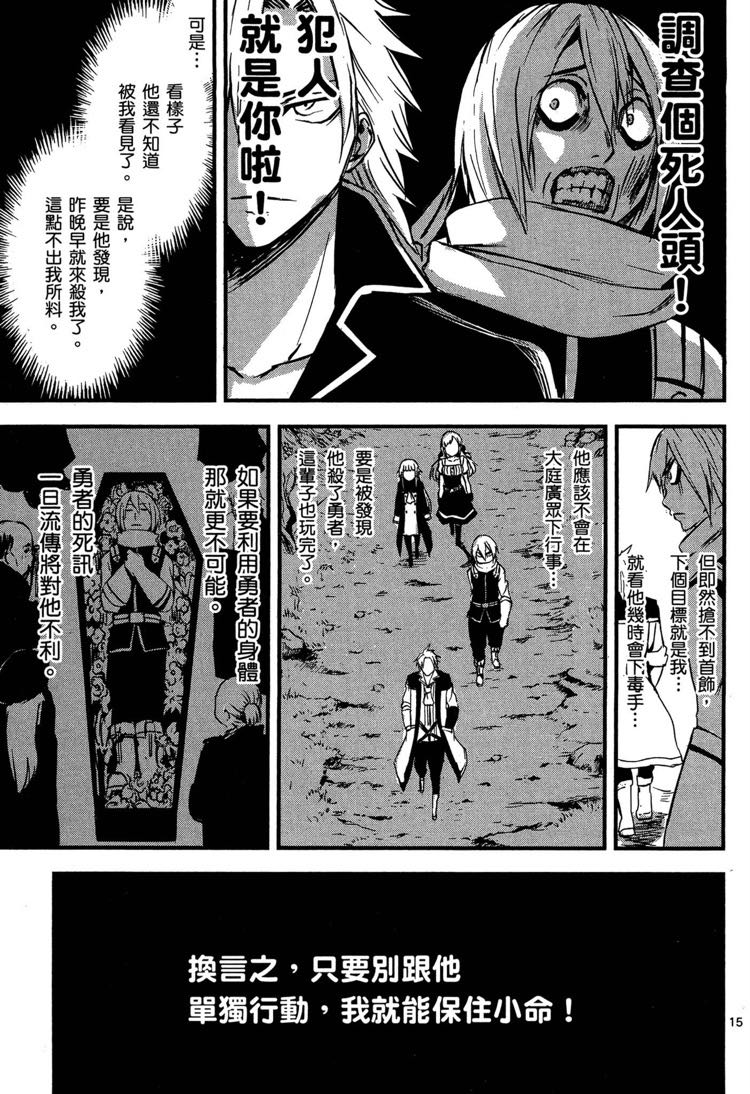 調查個死人頭！
犯人
就是你啦！
可是…
看樣子
他還不知道
被我看見了。
是說，
要是他發現，
昨晚早就來殺我了。
這點不出我所料。
但即然搶不到首飾，
下個目標就是我…
就看他幾時會下毒手…
他應該不會在
大庭廣眾下行事…
要是被發現
他殺了勇者，
這輩子也玩完了。
如果要利用勇者的身體
那就更不可能。
勇者的死訊
一日流傳將對他不利。
換言之，只要別跟他
單獨行動，我就能保住小命！
15